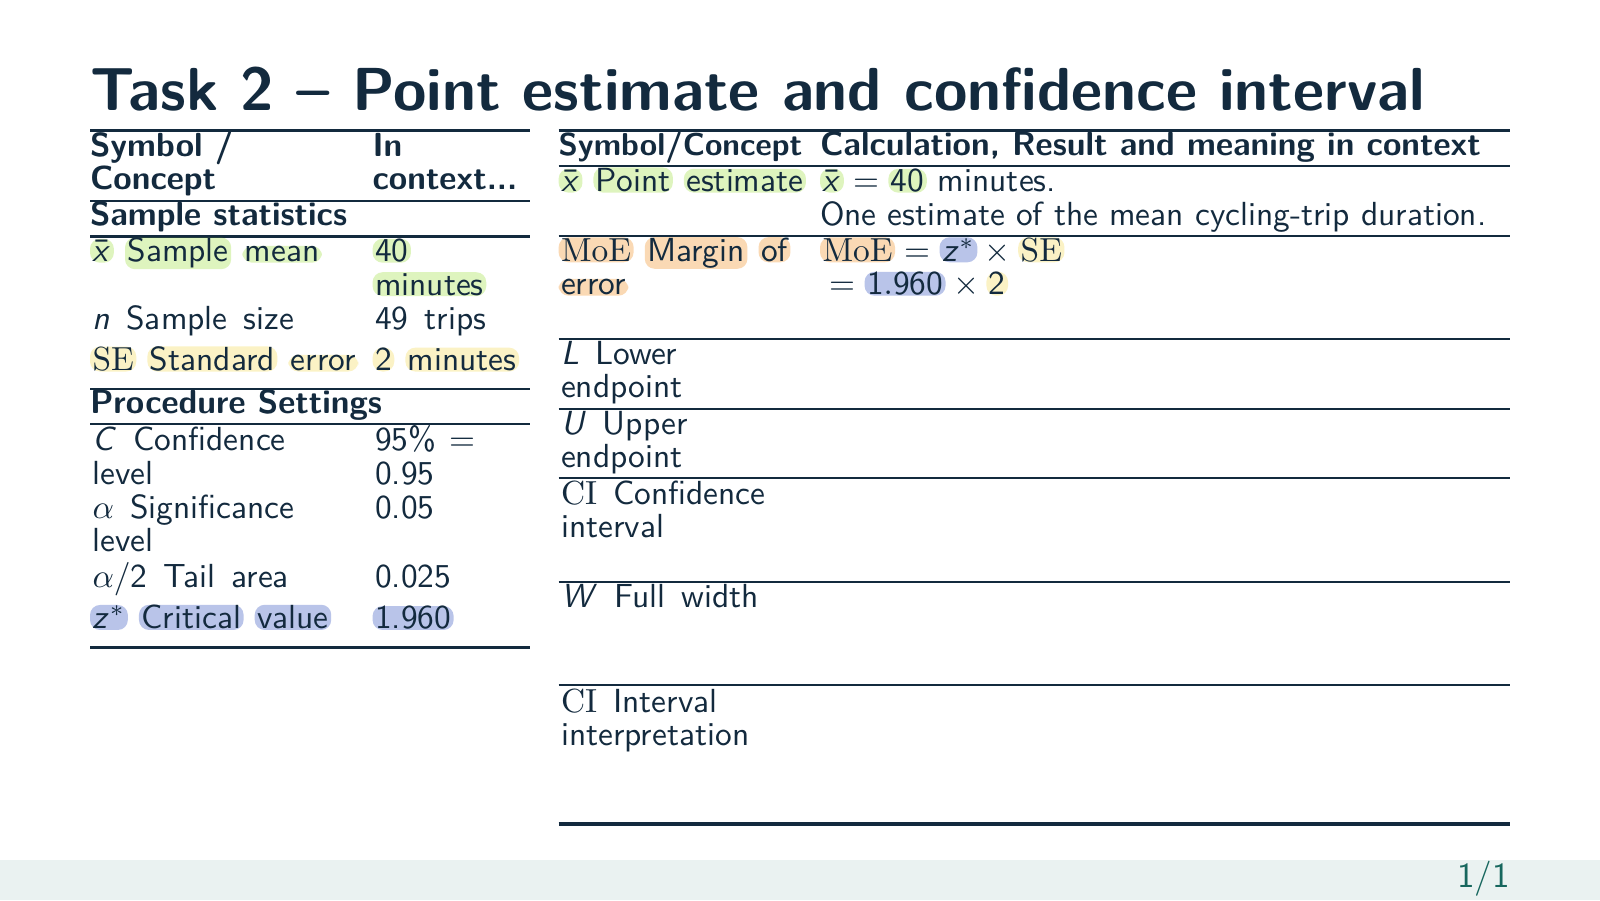 Task 2 – Point estimate and confidence interval
Symbol / In
Concept context...
Sample statistics
x̄ Sample mean 40
minutes
n Sample size 49 trips
SE Standard error 2 minutes
Procedure Settings
C Confidence 95% =
level 0.95
α Significance 0.05
level
α/2 Tail area 0.025
z* Critical value 1.960
Symbol/Concept Calculation, Result and meaning in context
x̄ Point estimate x̄ = 40 minutes.
One estimate of the mean cycling-trip duration.
MoE Margin of MoE = z* × SE
error = 1.960 × 2
L Lower
endpoint
U Upper
endpoint
CI Confidence
interval
W Full width
CI Interval
interpretation
1/1